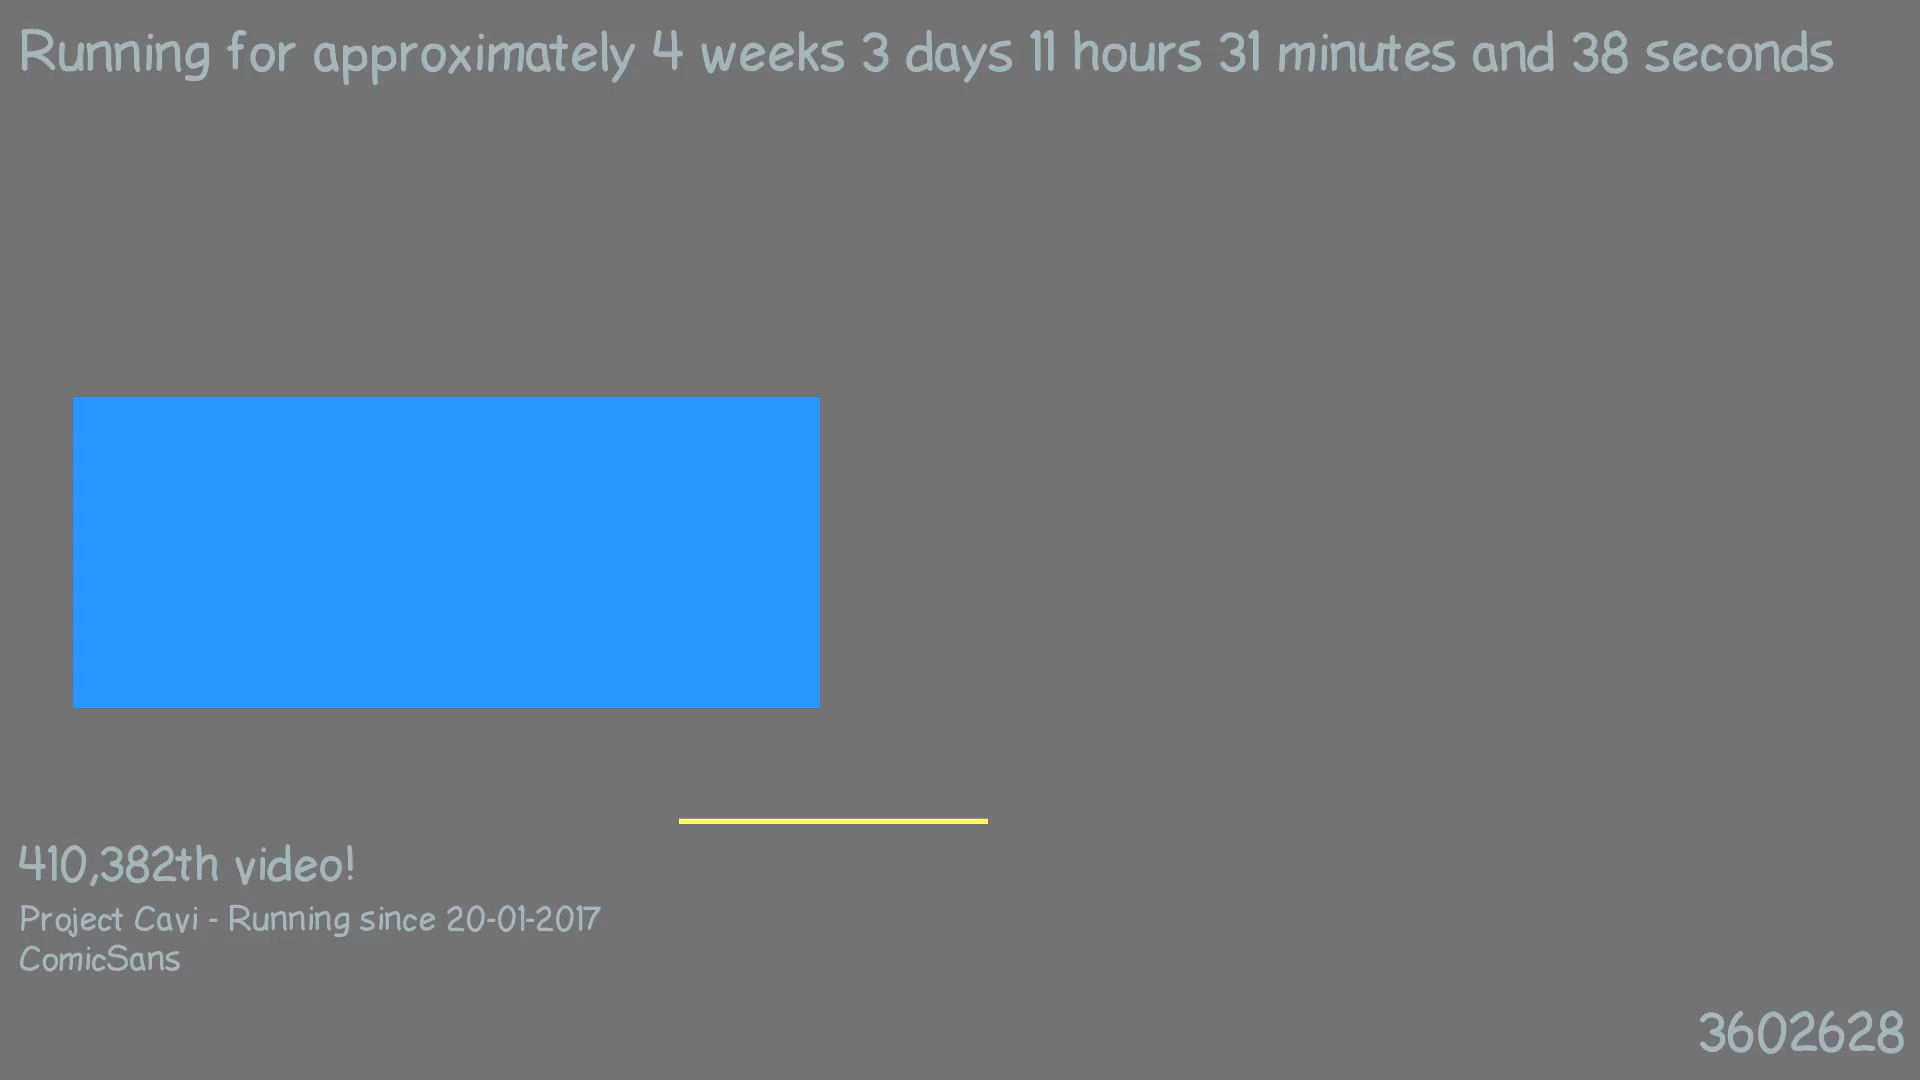 Running for approximately 4 weeks 3 days 11 hours 31 minutes and 38 seconds
410,382th video!
Project Cavi - Running since 20-01-2017
ComicSans
3602628